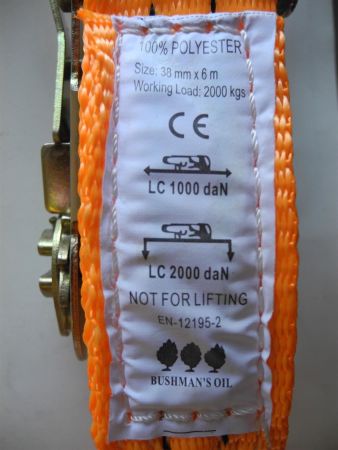 100% POLYESTER
Size: 38 mm x 6 m
Working Load: 2000 kgs
CE
LC 1000 daN
LC 2000 daN
NOT FOR LIFTING
EN-12195-2
BUSHMAN'S OIL